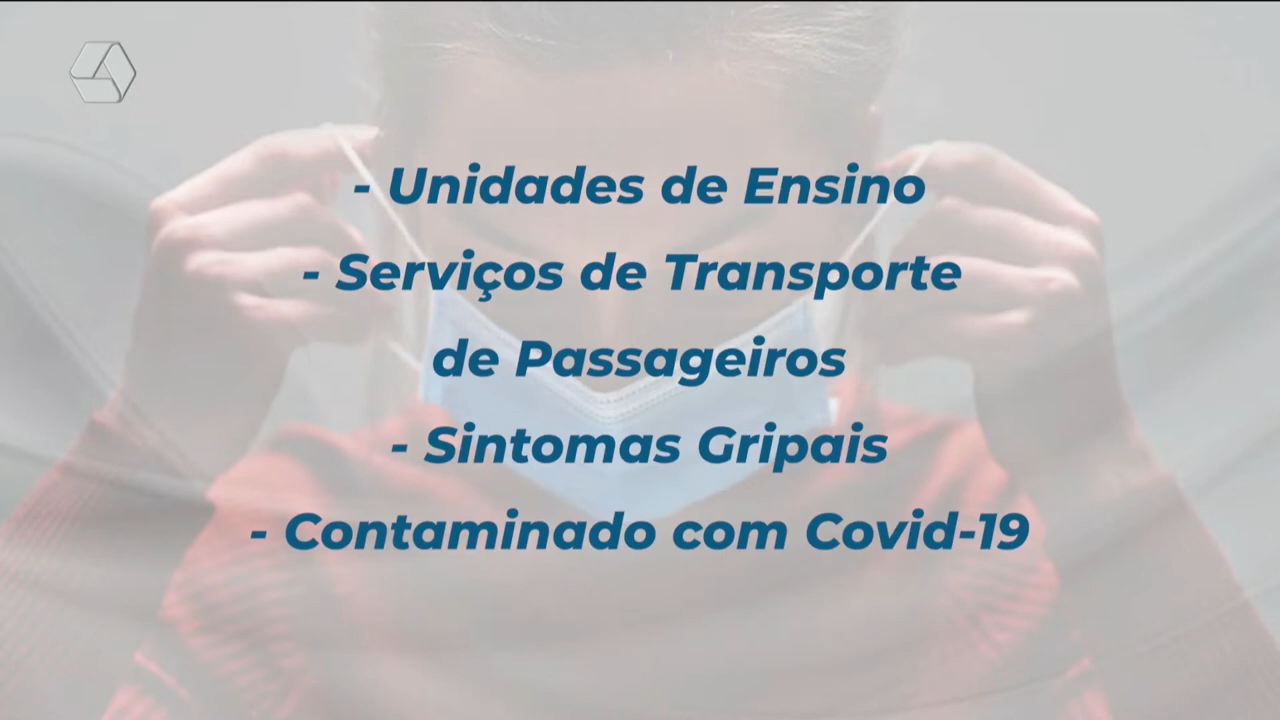 - Unidades de Ensino
- Serviços de Transporte
de Passageiros
- Sintomas Gripais
- Contaminado com Covid-19